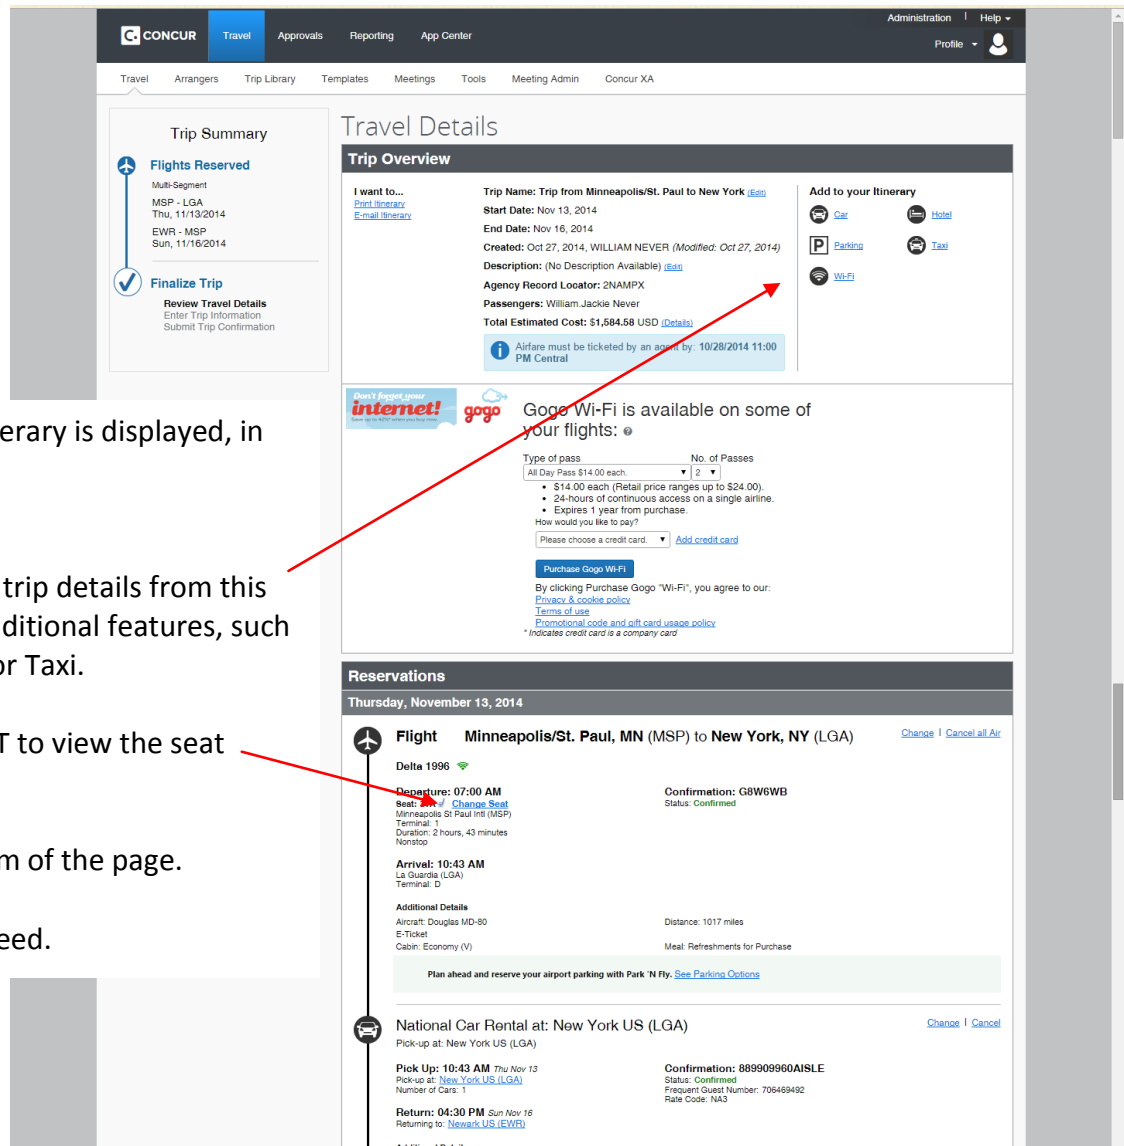 Administration | Help
C. CONCUR Travel Approvals Reporting App Center
Profile
Travel Arrangers Trip Library Templates Meetings Tools Meeting Admin Concur XA
Trip Summary
Flights Reserved
Multi-Segment
MSP - LGA
Thu, 11/13/2014
EWR - MSP
Sun, 11/16/2014
Finalize Trip
Review Travel Details
Enter Trip Information
Submit Trip Confirmation
Travel Details
Trip Overview
I want to...
Print Itinerary
E-mail Itinerary
Trip Name: Trip from Minneapolis/St. Paul to New York (Edit)
Start Date: Nov 13, 2014
End Date: Nov 16, 2014
Created: Oct 27, 2014, WILLIAM NEVER (Modified: Oct 27, 2014)
Description: (No Description Available) (Edit)
Agency Record Locator: 2NAMPX
Passengers: William.Jackie Never
Total Estimated Cost: $1,584.58 USD (Details)
Airfare must be ticketed by an agent by: 10/28/2014 11:00
PM Central
Add to your Itinerary
Car Hotel
P Parking Taxi
Wi-Fi
Don't forget your
internet!
gogo
Gogo Wi-Fi is available on some of
your flights:
Type of pass No. of Passes
All Day Pass $14.00 each. 2
• $14.00 each (Retail price ranges up to $24.00).
• 24-hours of continuous access on a single airline.
• Expires 1 year from purchase.
How would you like to pay?
Please choose a credit card. Add credit card
Purchase Gogo Wi-Fi
By clicking Purchase Gogo "Wi-Fi", you agree to our:
Privacy & cookie policy
Terms of use
Promotional code and gift card usage policy
* Indicates credit card is a company card
erary is displayed, in
trip details from this
ditional features, such
or Taxi.
T to view the seat
m of the page.
eed.
Reservations
Thursday, November 13, 2014
Flight Minneapolis/St. Paul, MN (MSP) to New York, NY (LGA) Change | Cancel all Air
Delta 1996
Departure: 07:00 AM
Seat: Change Seat
Minneapolis St Paul Intl (MSP)
Terminal: 1
Duration: 2 hours, 43 minutes
Nonstop
Confirmation: G8W6WB
Status: Confirmed
Arrival: 10:43 AM
La Guardia (LGA)
Terminal: D
Additional Details
Aircraft: Douglas MD-80 Distance: 1017 miles
E-Ticket
Cabin: Economy (V) Meal: Refreshments for Purchase
Plan ahead and reserve your airport parking with Park 'N Fly. See Parking Options
National Car Rental at: New York US (LGA) Change | Cancel
Pick-up at: New York US (LGA)
Pick Up: 10:43 AM Thu Nov 13
Pick-up at: New York US (LGA)
Number of Cars: 1
Confirmation: 889909960AISLE
Status: Confirmed
Frequent Guest Number: 706469492
Rate Code: NA3
Return: 04:30 PM Sun Nov 16
Returning to: Newark US (EWR)